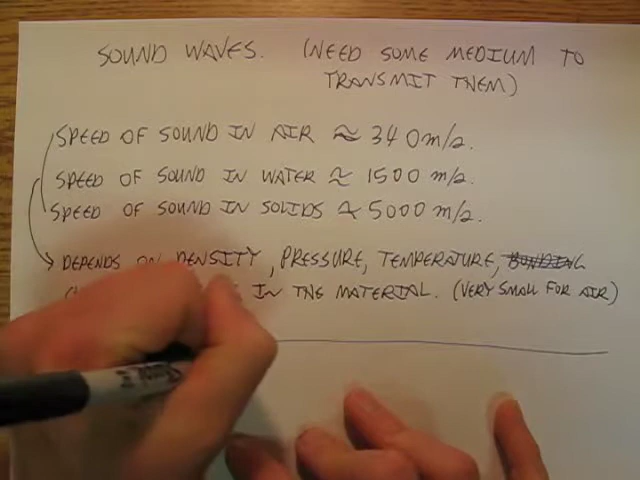 SOUND WAVES. (NEED SOME MEDIUM TO
TRANSMIT THEM)
SPEED OF SOUND IN AIR ≈ 340 m/s.
SPEED OF SOUND IN WATER ≈ 1500 m/s.
SPEED OF SOUND IN SOLIDS ≈ 5000 m/s.
DEPENDS ON DENSITY, PRESSURE, TEMPERATURE,
IN THE MATERIAL. (VERY SMALL FOR AIR)